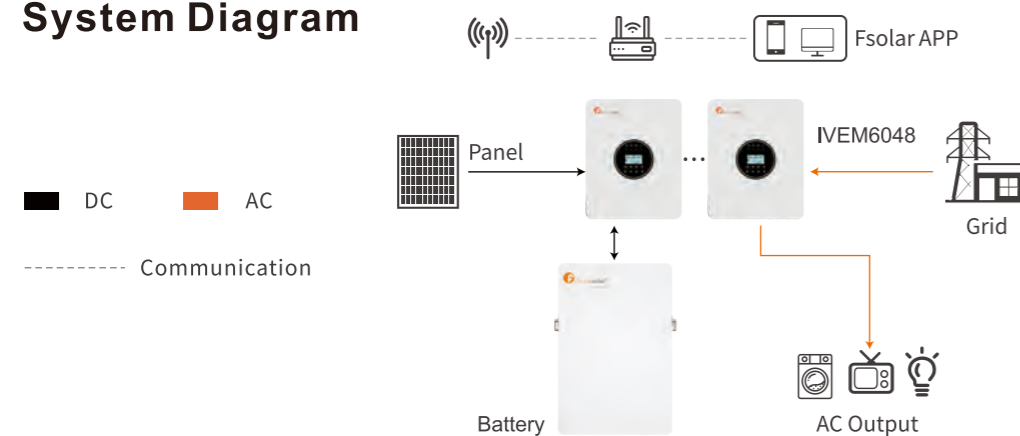 System Diagram
Fsolar APP
Panel
IVEM6048
DC
AC
Communication
Grid
Battery
AC Output